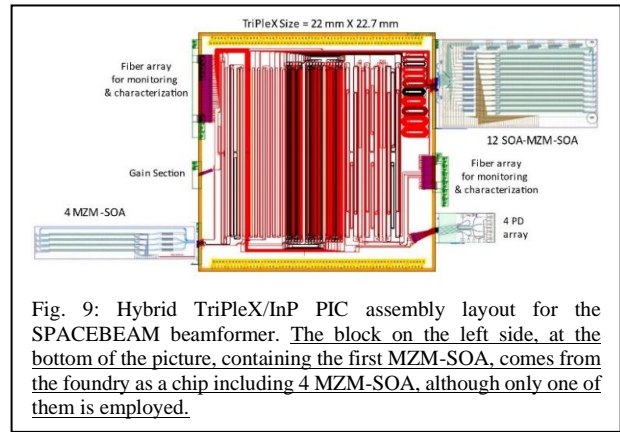 TriPleX Size = 22 mm X 22.7 mm
Fiber array
for monitoring
& characterization
12 SOA-MZM-SOA
Gain Section
Fiber array
for monitoring
& characterization
4 MZM-SOA
4 PD
array
Fig. 9: Hybrid TriPleX/InP PIC assembly layout for the
SPACEBEAM beamformer. The block on the left side, at the
bottom of the picture, containing the first MZM-SOA, comes from
the foundry as a chip including 4 MZM-SOA, although only one of
them is employed.